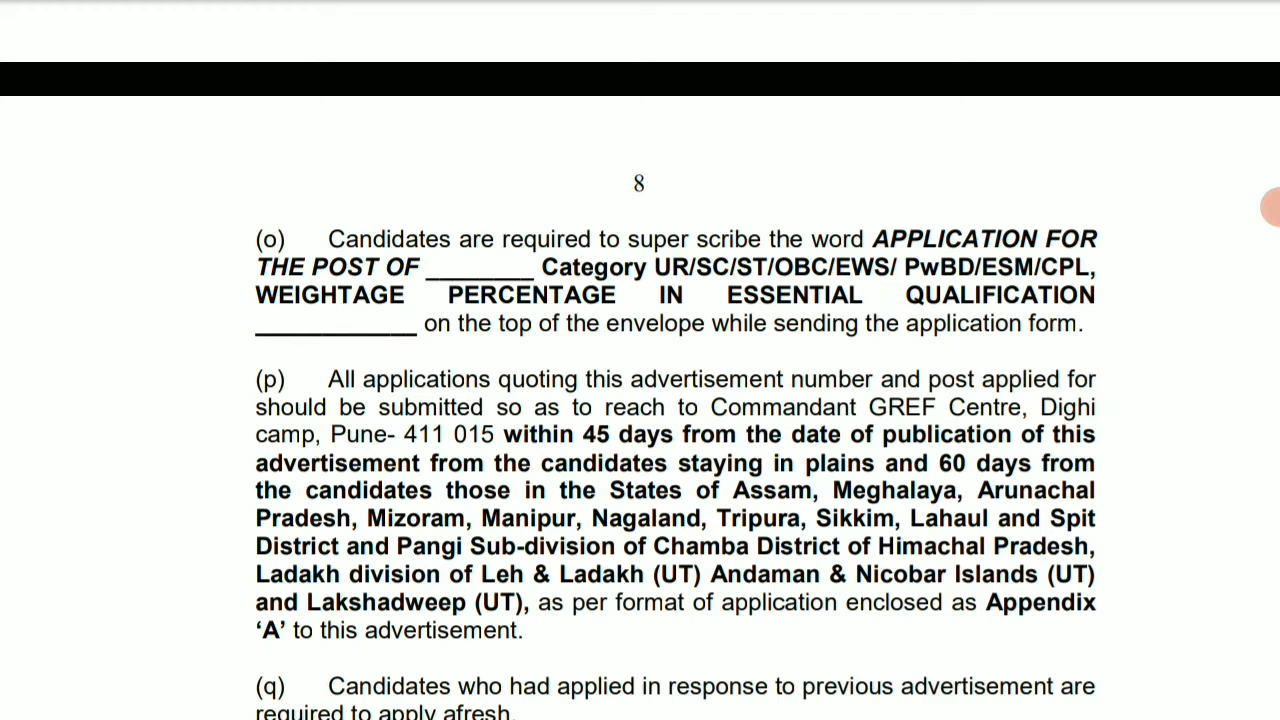 8
(o) Candidates are required to super scribe the word APPLICATION FOR
THE POST OF ________ Category UR/SC/ST/OBC/EWS/ PwBD/ESM/CPL,
WEIGHTAGE PERCENTAGE IN ESSENTIAL QUALIFICATION
____________ on the top of the envelope while sending the application form.
(p) All applications quoting this advertisement number and post applied for
should be submitted so as to reach to Commandant GREF Centre, Dighi
camp, Pune- 411 015 within 45 days from the date of publication of this
advertisement from the candidates staying in plains and 60 days from
the candidates those in the States of Assam, Meghalaya, Arunachal
Pradesh, Mizoram, Manipur, Nagaland, Tripura, Sikkim, Lahaul and Spit
District and Pangi Sub-division of Chamba District of Himachal Pradesh,
Ladakh division of Leh & Ladakh (UT) Andaman & Nicobar Islands (UT)
and Lakshadweep (UT), as per format of application enclosed as Appendix
‘A’ to this advertisement.
(q) Candidates who had applied in response to previous advertisement are
required to apply afresh.